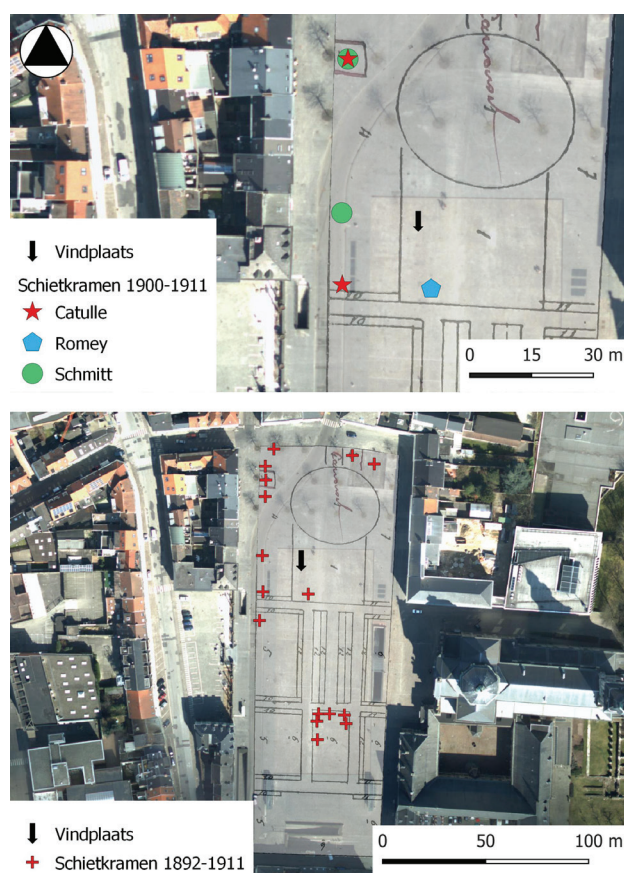 Vindplaats
Schietkramen 1900-1911
Catulle
Romey
Schmitt
0 15 30 m
Vindplaats
Schietkramen 1892-1911
0 50 100 m